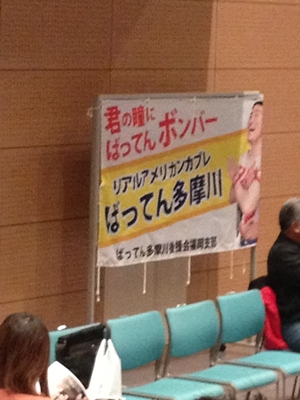 君の瞳に
ばってんボンバー
リアルアメリカンカブレ
ばってん多摩川
ばってん多摩川後援会福岡支部